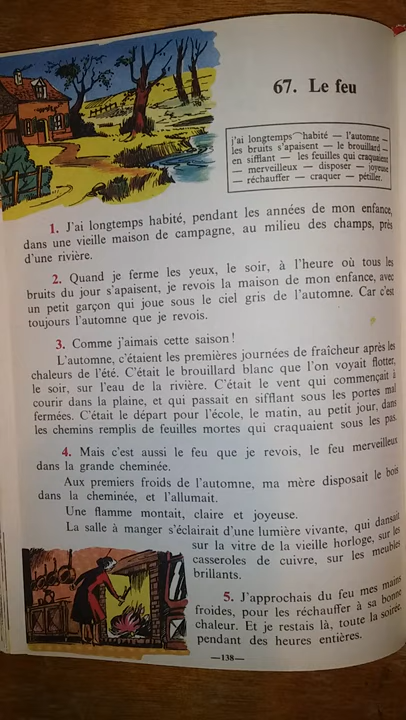 67. Le feu
j'ai longtemps habité — l'automne —
les bruits s'apaisent — le brouillard —
en sifflant — les feuilles qui craquaient
— merveilleux — disposer — joyeuse
— réchauffer — craquer — pétiller.
1. J'ai longtemps habité, pendant les années de mon enfance,
dans une vieille maison de campagne, au milieu des champs, près
d'une rivière.
2. Quand je ferme les yeux, le soir, à l'heure où tous les
bruits du jour s'apaisent, je revois la maison de mon enfance, avec
un petit garçon qui joue sous le ciel gris de l'automne. Car c'est
toujours l'automne que je revois.
3. Comme j'aimais cette saison !
L'automne, c'étaient les premières journées de fraîcheur après les
chaleurs de l'été. C'était le brouillard blanc que l'on voyait flotter,
le soir, sur l'eau de la rivière. C'était le vent qui commençait à
courir dans la plaine, et qui passait en sifflant sous les portes mal
fermées. C'était le départ pour l'école, le matin, au petit jour, dans
les chemins remplis de feuilles mortes qui craquaient sous les pas.
4. Mais c'est aussi le feu que je revois, le feu merveilleux
dans la grande cheminée.
Aux premiers froids de l'automne, ma mère disposait le bois
dans la cheminée, et l'allumait.
Une flamme montait, claire et joyeuse.
La salle à manger s'éclairait d'une lumière vivante, qui dansait
sur la vitre de la vieille horloge, sur les
casseroles de cuivre, sur les meubles
brillants.
5. J'approchais du feu mes mains
froides, pour les réchauffer à sa bonne
chaleur. Et je restais là, toute la soirée,
pendant des heures entières.
—138—